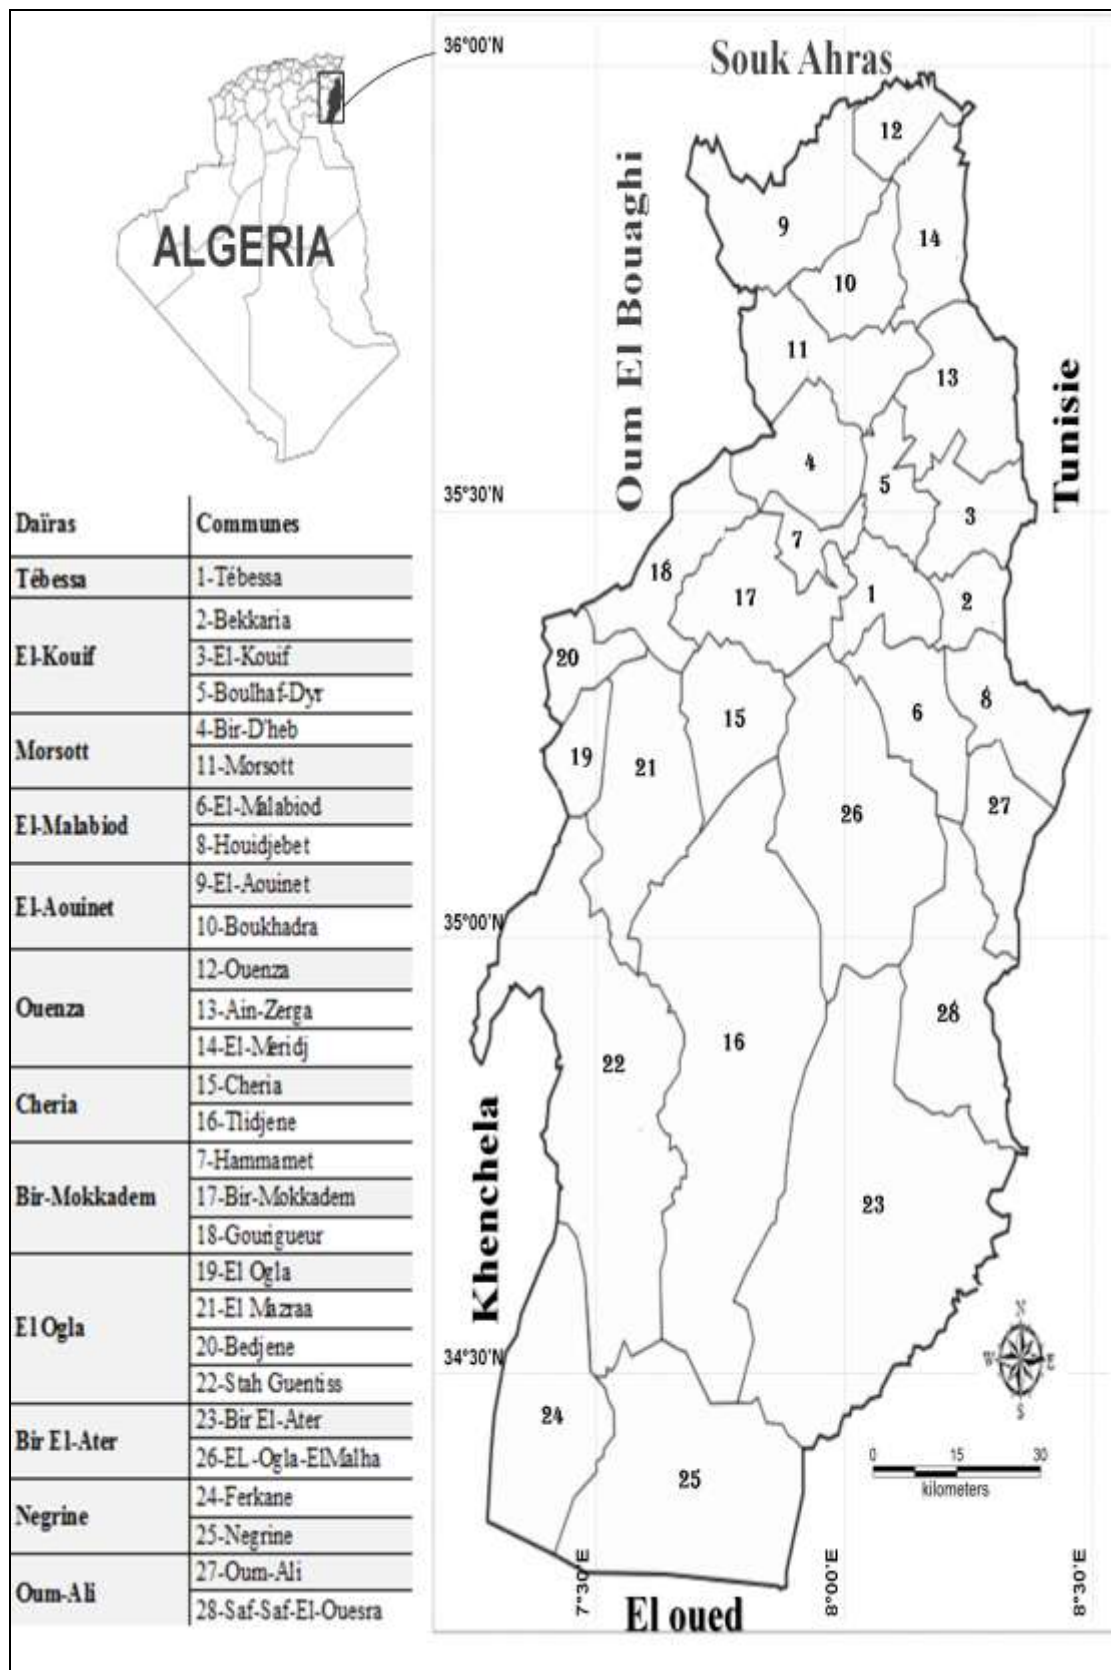 ALGERIA
Daïras Communes
Tébessa 1-Tébessa
El-Kouif 2-Bekkaria
3-El-Kouif
5-Boulhaf-Dyr
Morsott 4-Bir-D'heb
11-Morsott
El-Malabiod 6-El-Malabiod
8-Houidjebet
El-Aouinet 9-El-Aouinet
10-Boukhadra
Ouenza 12-Ouenza
13-Ain-Zerga
14-El-Meridj
Cheria 15-Cheria
16-Tlidjene
Bir-Mokkadem 7-Hammamet
17-Bir-Mokkadem
18-Gourigueur
El Ogla 19-El Ogla
21-El Mazraa
20-Bedjene
22-Stah Guentiss
Bir El-Ater 23-Bir El-Ater
26-EL-Ogla-ElMalha
Negrine 24-Ferkane
25-Negrine
Oum-Ali 27-Oum-Ali
28-Saf-Saf-El-Ouesra
36°00'N
Souk Ahras
12
9
14
10
Oum El Bouaghi
11
13
Tunisie
4
5
35°30'N
3
7
18
17
1
2
20
8
6
15
19
21
27
26
35°00'N
28
16
22
Khenchela
23
N
W E
S
34°30'N
24
25
0 15 30
kilometers
7°30'E
8°00'E
8°30'E
El oued